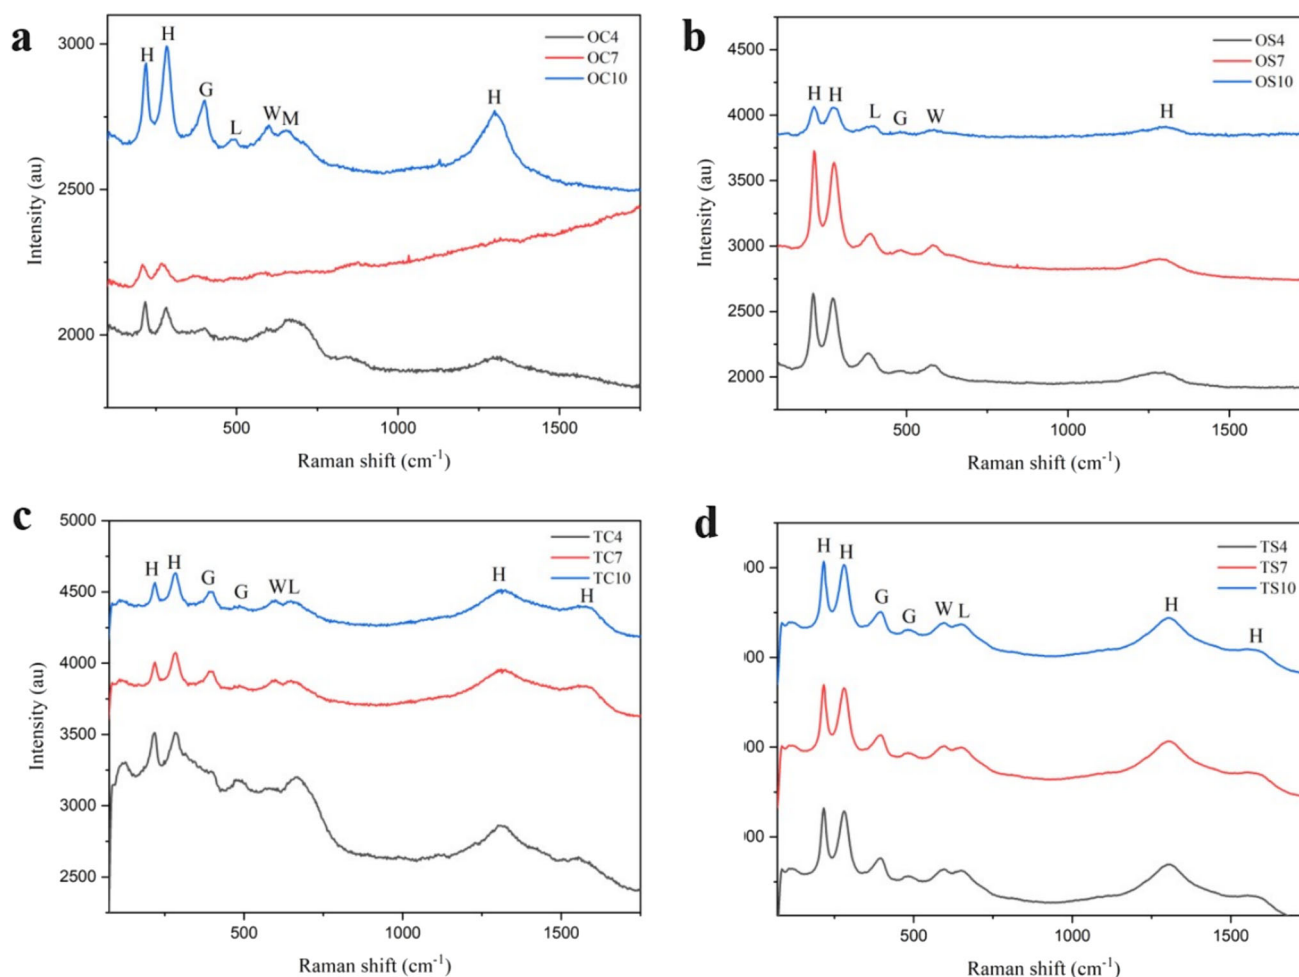 a
OC4
OC7
OC10
H
H
G
L
W
M
H
3000
2500
2000
Intensity (au)
500
1000
1500
Raman shift (cm⁻¹)
b
OS4
OS7
OS10
H
H
L
G
W
H
4500
4000
3500
3000
2500
2000
Intensity (au)
500
1000
1500
Raman shift (cm⁻¹)
c
TC4
TC7
TC10
H
H
G
G
W L
H
H
5000
4500
4000
3500
3000
2500
Intensity (au)
500
1000
1500
Raman shift (cm⁻¹)
d
TS4
TS7
TS10
H
H
G
G
W
L
H
H
500
1000
1500
Raman shift (cm⁻¹)